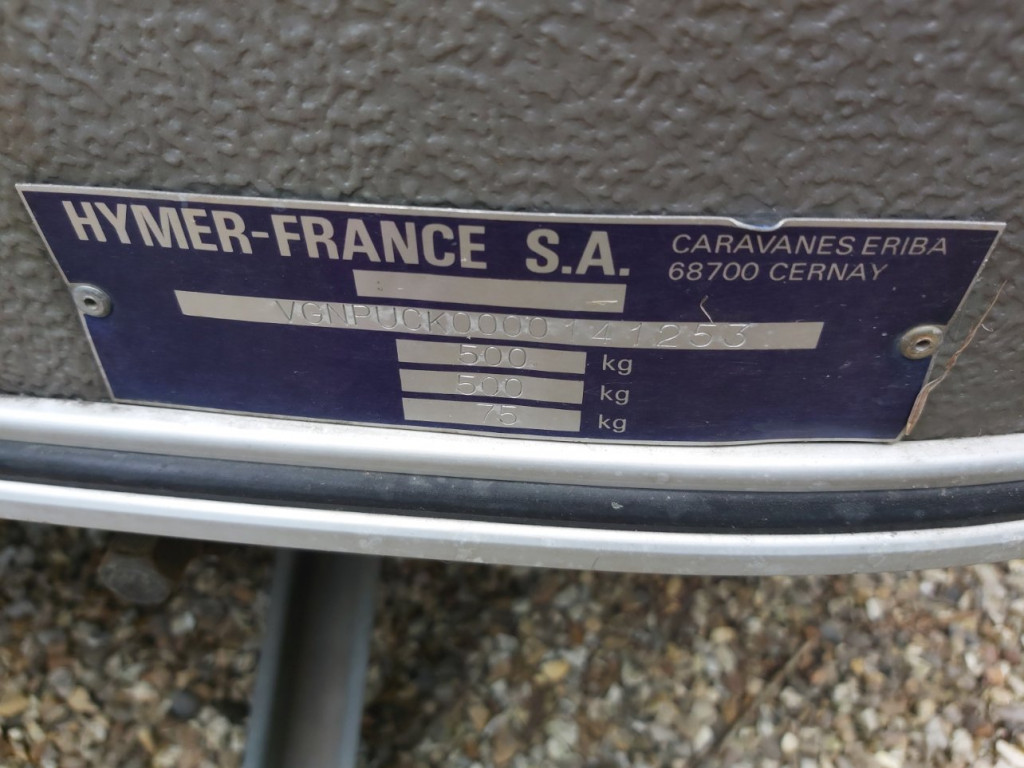 HYMER-FRANCE S.A.
CARAVANES ERIBA
68700 CERNAY
VGNPUCK0000141253
500 kg
500 kg
75 kg